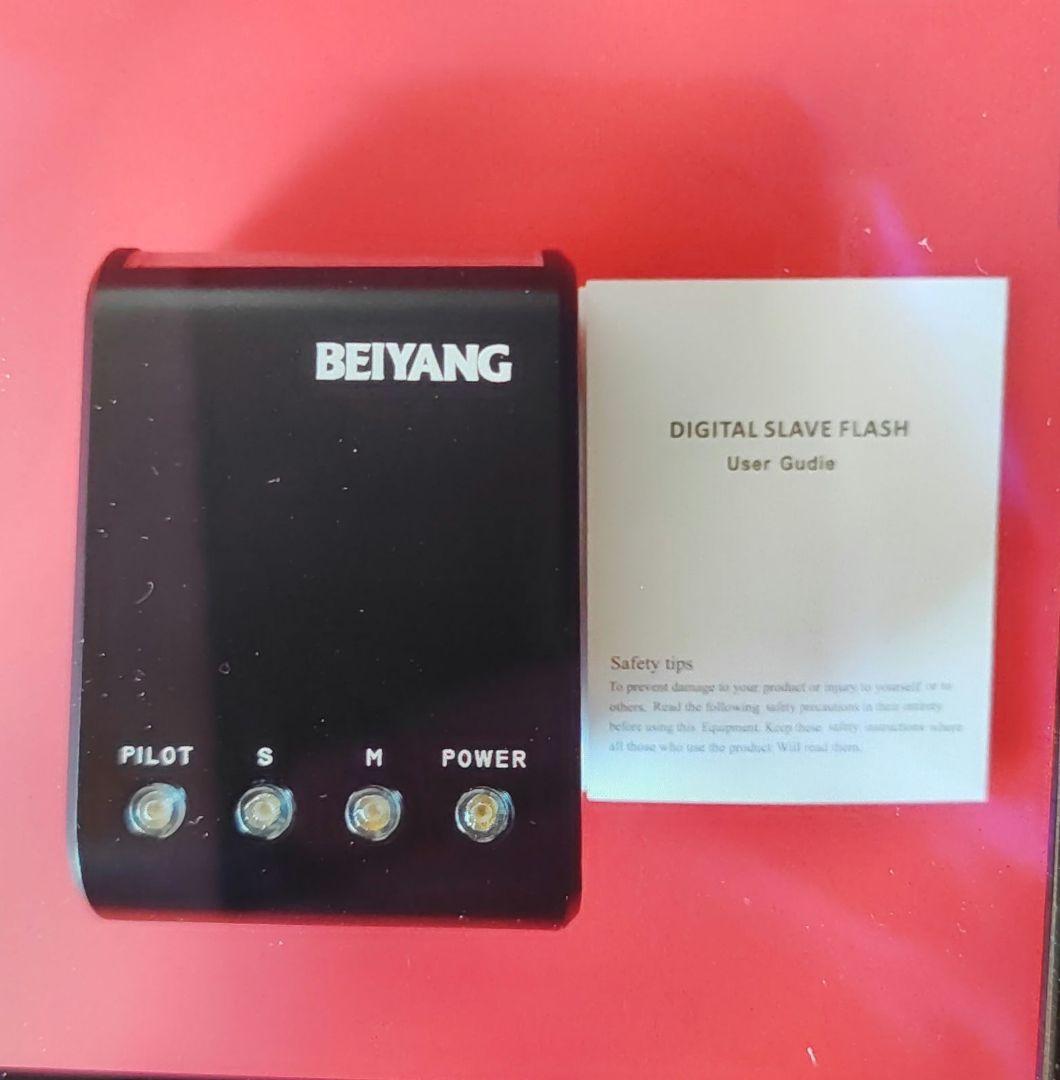 BEIYANG
PILOT S M POWER
DIGITAL SLAVE FLASH
User Gudie
Safety tips
To prevent damage to your product or injury to yourself or to
others, Read the following safety precautions in their entirety
before using this Equipment. Keep these safety instructions where
all those who use the product Will read them.